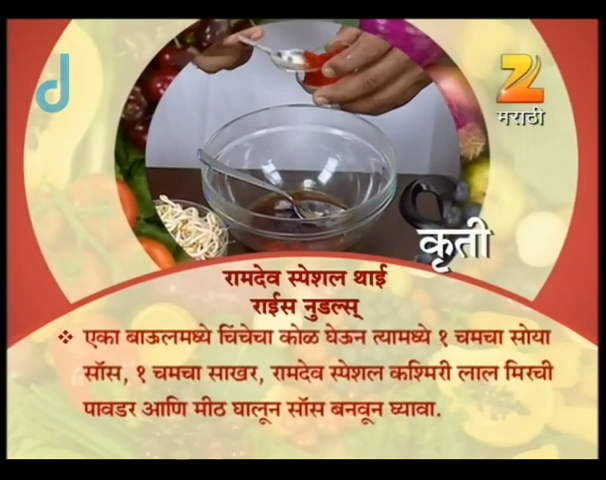 d
Z
मराठी
कृती
रामदेव स्पेशल थाई
राईस नुडल्स्
❖ एका बाऊलमध्ये चिंचेचा कोळ घेऊन त्यामध्ये १ चमचा सोया
सॉस, १ चमचा साखर, रामदेव स्पेशल कश्मिरी लाल मिरची
पावडर आणि मीठ घालून सॉस बनवून घ्यावा.